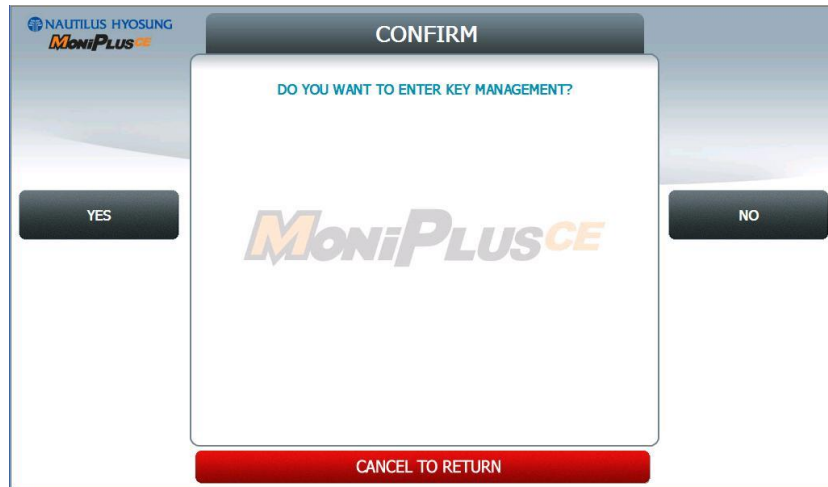 NAUTILUS HYOSUNG
MONiPLUSCE
CONFIRM
DO YOU WANT TO ENTER KEY MANAGEMENT?
YES
MONiPLUSCE
NO
CANCEL TO RETURN